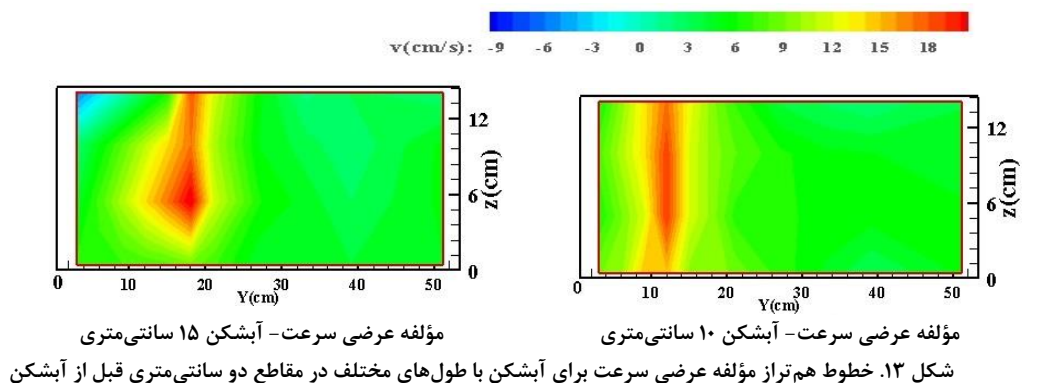 v(cm/s): -9 -6 -3 0 3 6 9 12 15 18
12
6
0
z(cm)
0 10 20 30 40 50
Y(cm)
12
6
0
z(cm)
0 10 20 30 40 50
Y(cm)
مؤلفه عرضی سرعت- آبشکن ۱۰ سانتی‌متری
مؤلفه عرضی سرعت- آبشکن ۱۵ سانتی‌متری
شکل ۱۳. خطوط هم‌تراز مؤلفه عرضی سرعت برای آبشکن با طول‌های مختلف در مقاطع دو سانتی‌متری قبل از آبشکن